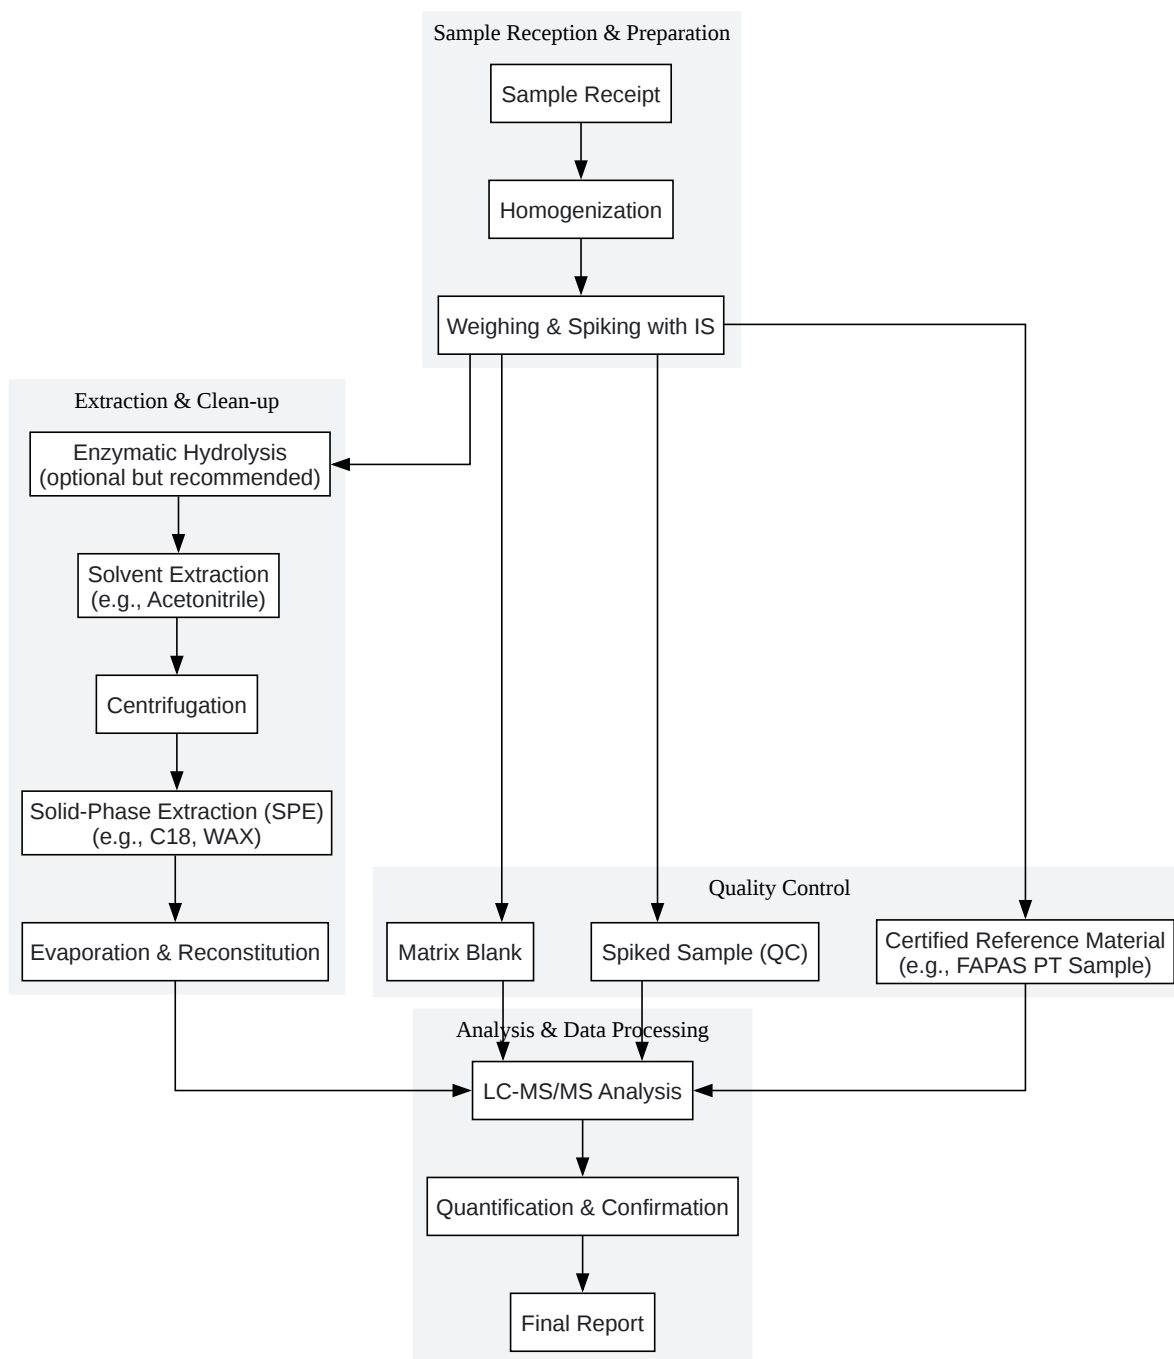 Sample Reception & Preparation
Sample Receipt
Homogenization
Weighing & Spiking with IS
Extraction & Clean-up
Enzymatic Hydrolysis
(optional but recommended)
Solvent Extraction
(e.g., Acetonitrile)
Centrifugation
Solid-Phase Extraction (SPE)
(e.g., C18, WAX)
Evaporation & Reconstitution
Quality Control
Matrix Blank
Spiked Sample (QC)
Certified Reference Material
(e.g., FAPAS PT Sample)
Analysis & Data Processing
LC-MS/MS Analysis
Quantification & Confirmation
Final Report